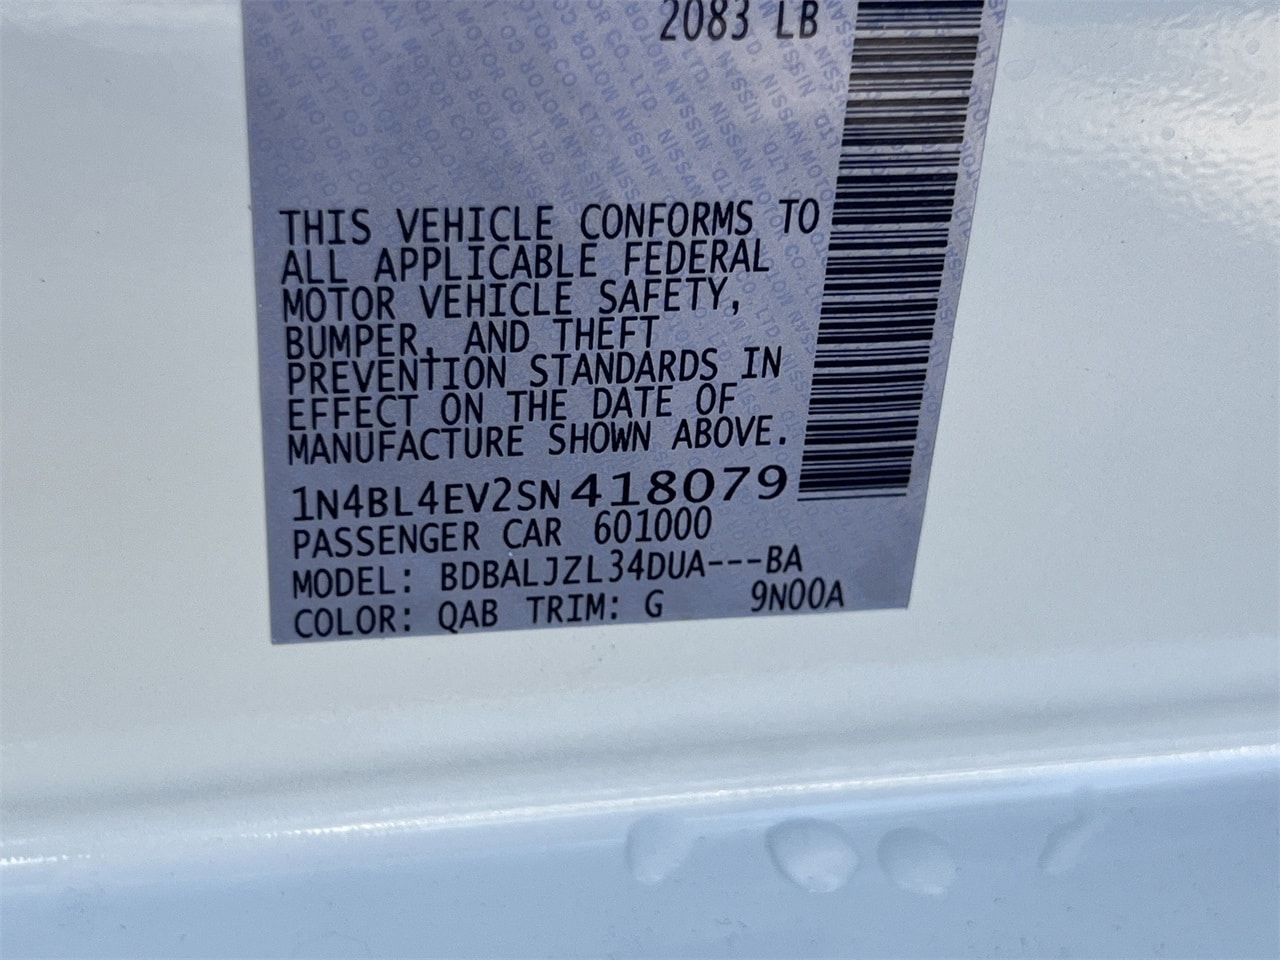 2083 LB
THIS VEHICLE CONFORMS TO
ALL APPLICABLE FEDERAL
MOTOR VEHICLE SAFETY,
BUMPER, AND THEFT
PREVENTION STANDARDS IN
EFFECT ON THE DATE OF
MANUFACTURE SHOWN ABOVE.
1N4BL4EV2SN418079
PASSENGER CAR 601000
MODEL: BDBALJZL34DUA---BA
COLOR: QAB TRIM: G 9N00A